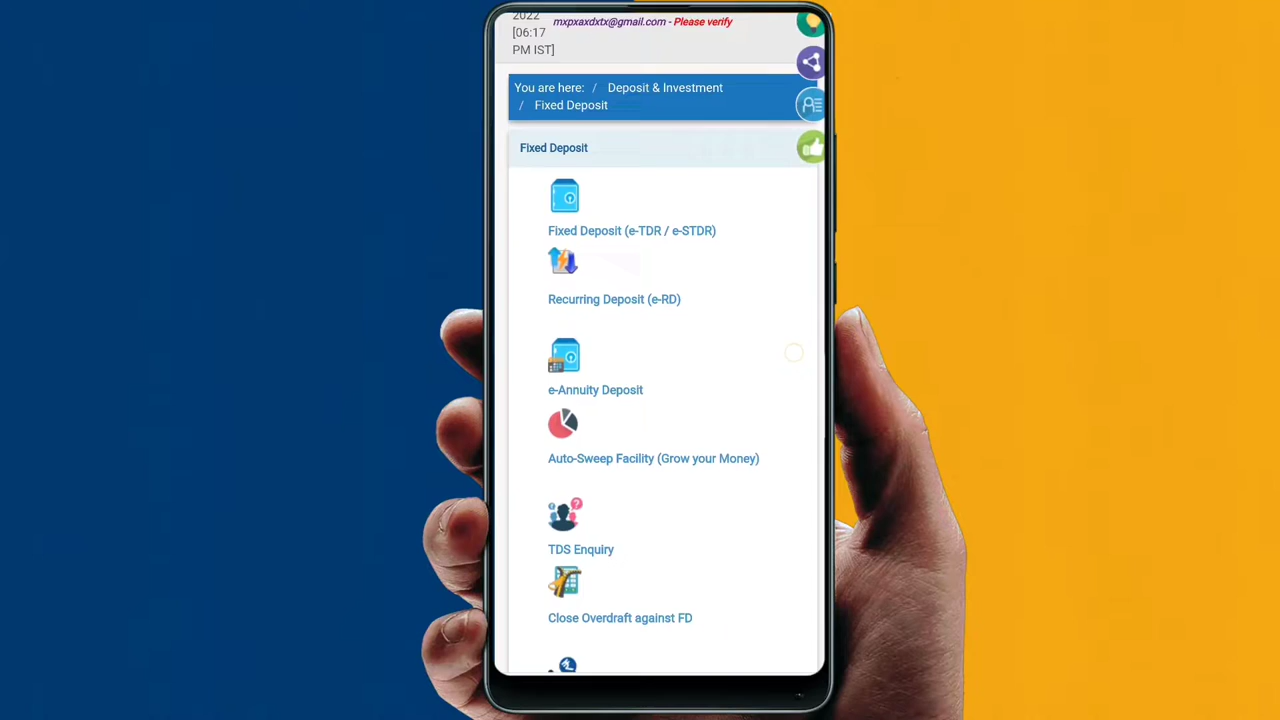 2022
mxpxaxdxtx@gmail.com - Please verify
[06:17
PM IST]
You are here: / Deposit & Investment
/ Fixed Deposit
Fixed Deposit
Fixed Deposit (e-TDR / e-STDR)
Recurring Deposit (e-RD)
e-Annuity Deposit
Auto-Sweep Facility (Grow your Money)
TDS Enquiry
Close Overdraft against FD